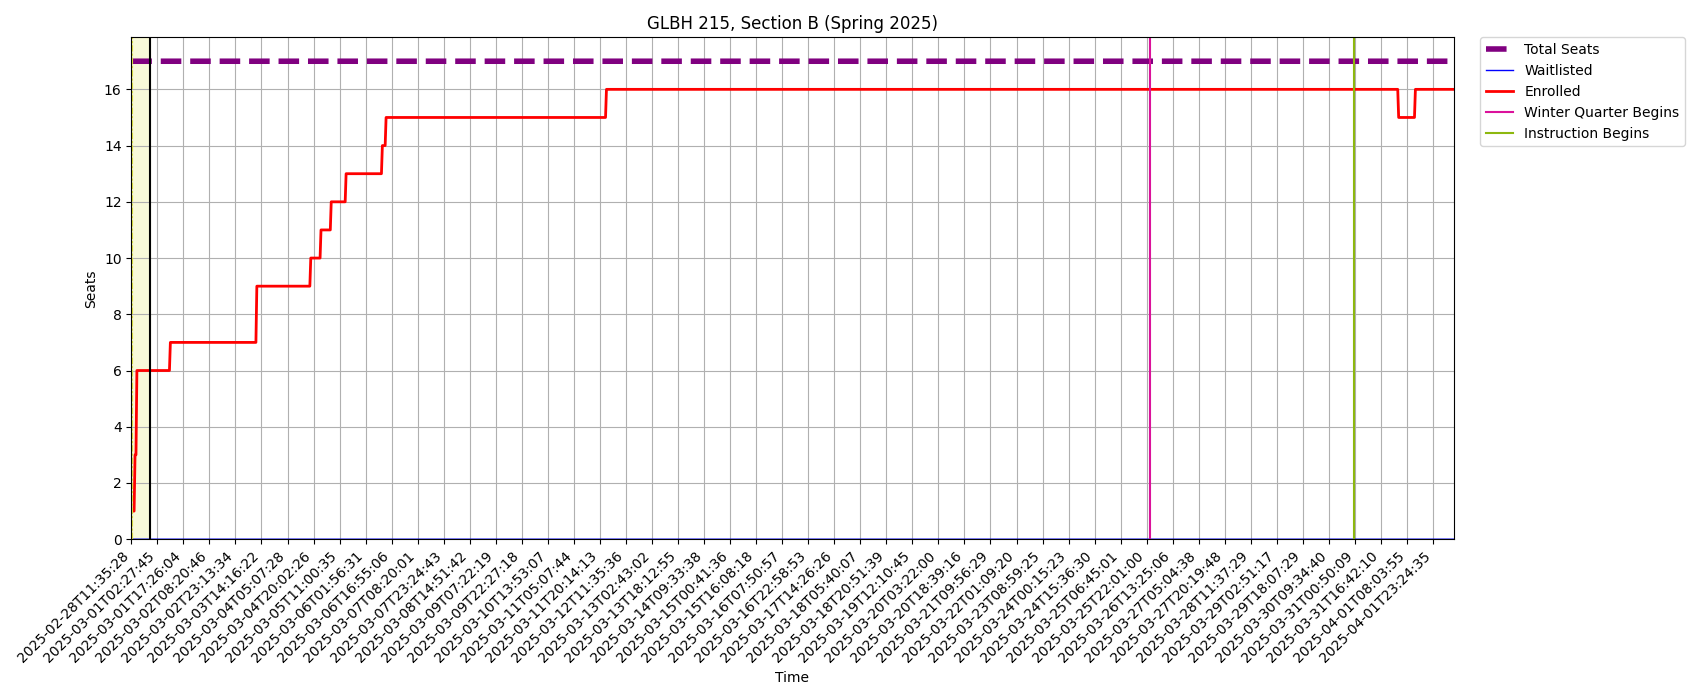 GLBH 215, Section B (Spring 2025)
Total Seats
Waitlisted
Enrolled
Winter Quarter Begins
Instruction Begins
Seats
16
14
12
10
8
6
4
2
0
2025-02-28T11:35:28
2025-03-01T02:27:45
2025-03-01T17:26:04
2025-03-02T08:20:46
2025-03-02T23:13:34
2025-03-03T14:16:22
2025-03-04T05:07:28
2025-03-04T20:02:26
2025-03-05T11:00:35
2025-03-06T01:56:31
2025-03-06T16:55:06
2025-03-07T08:20:01
2025-03-07T23:24:43
2025-03-08T14:51:42
2025-03-09T07:22:19
2025-03-09T22:27:18
2025-03-10T13:53:07
2025-03-11T05:07:44
2025-03-11T20:14:13
2025-03-12T11:35:36
2025-03-13T02:43:02
2025-03-13T18:12:55
2025-03-14T09:33:38
2025-03-15T00:41:36
2025-03-15T16:08:18
2025-03-16T07:50:57
2025-03-16T22:58:53
2025-03-17T14:26:26
2025-03-18T05:40:07
2025-03-18T20:51:39
2025-03-19T12:10:45
2025-03-20T03:22:00
2025-03-20T18:39:16
2025-03-21T09:56:29
2025-03-22T01:09:20
2025-03-23T08:59:25
2025-03-24T00:15:23
2025-03-24T15:36:30
2025-03-25T06:45:01
2025-03-25T22:01:00
2025-03-26T13:25:06
2025-03-27T05:04:38
2025-03-27T20:19:48
2025-03-28T11:37:29
2025-03-29T02:51:17
2025-03-29T18:07:29
2025-03-30T09:34:40
2025-03-31T00:50:09
2025-03-31T16:42:10
2025-04-01T08:03:55
2025-04-01T23:24:35
Time